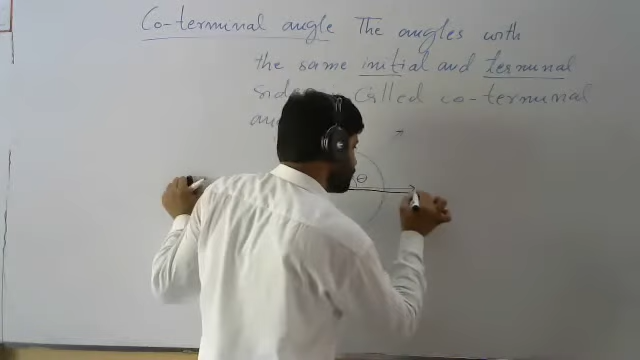 Co-terminal angle The angles with
the same initial and terminal
called co-terminal
θ